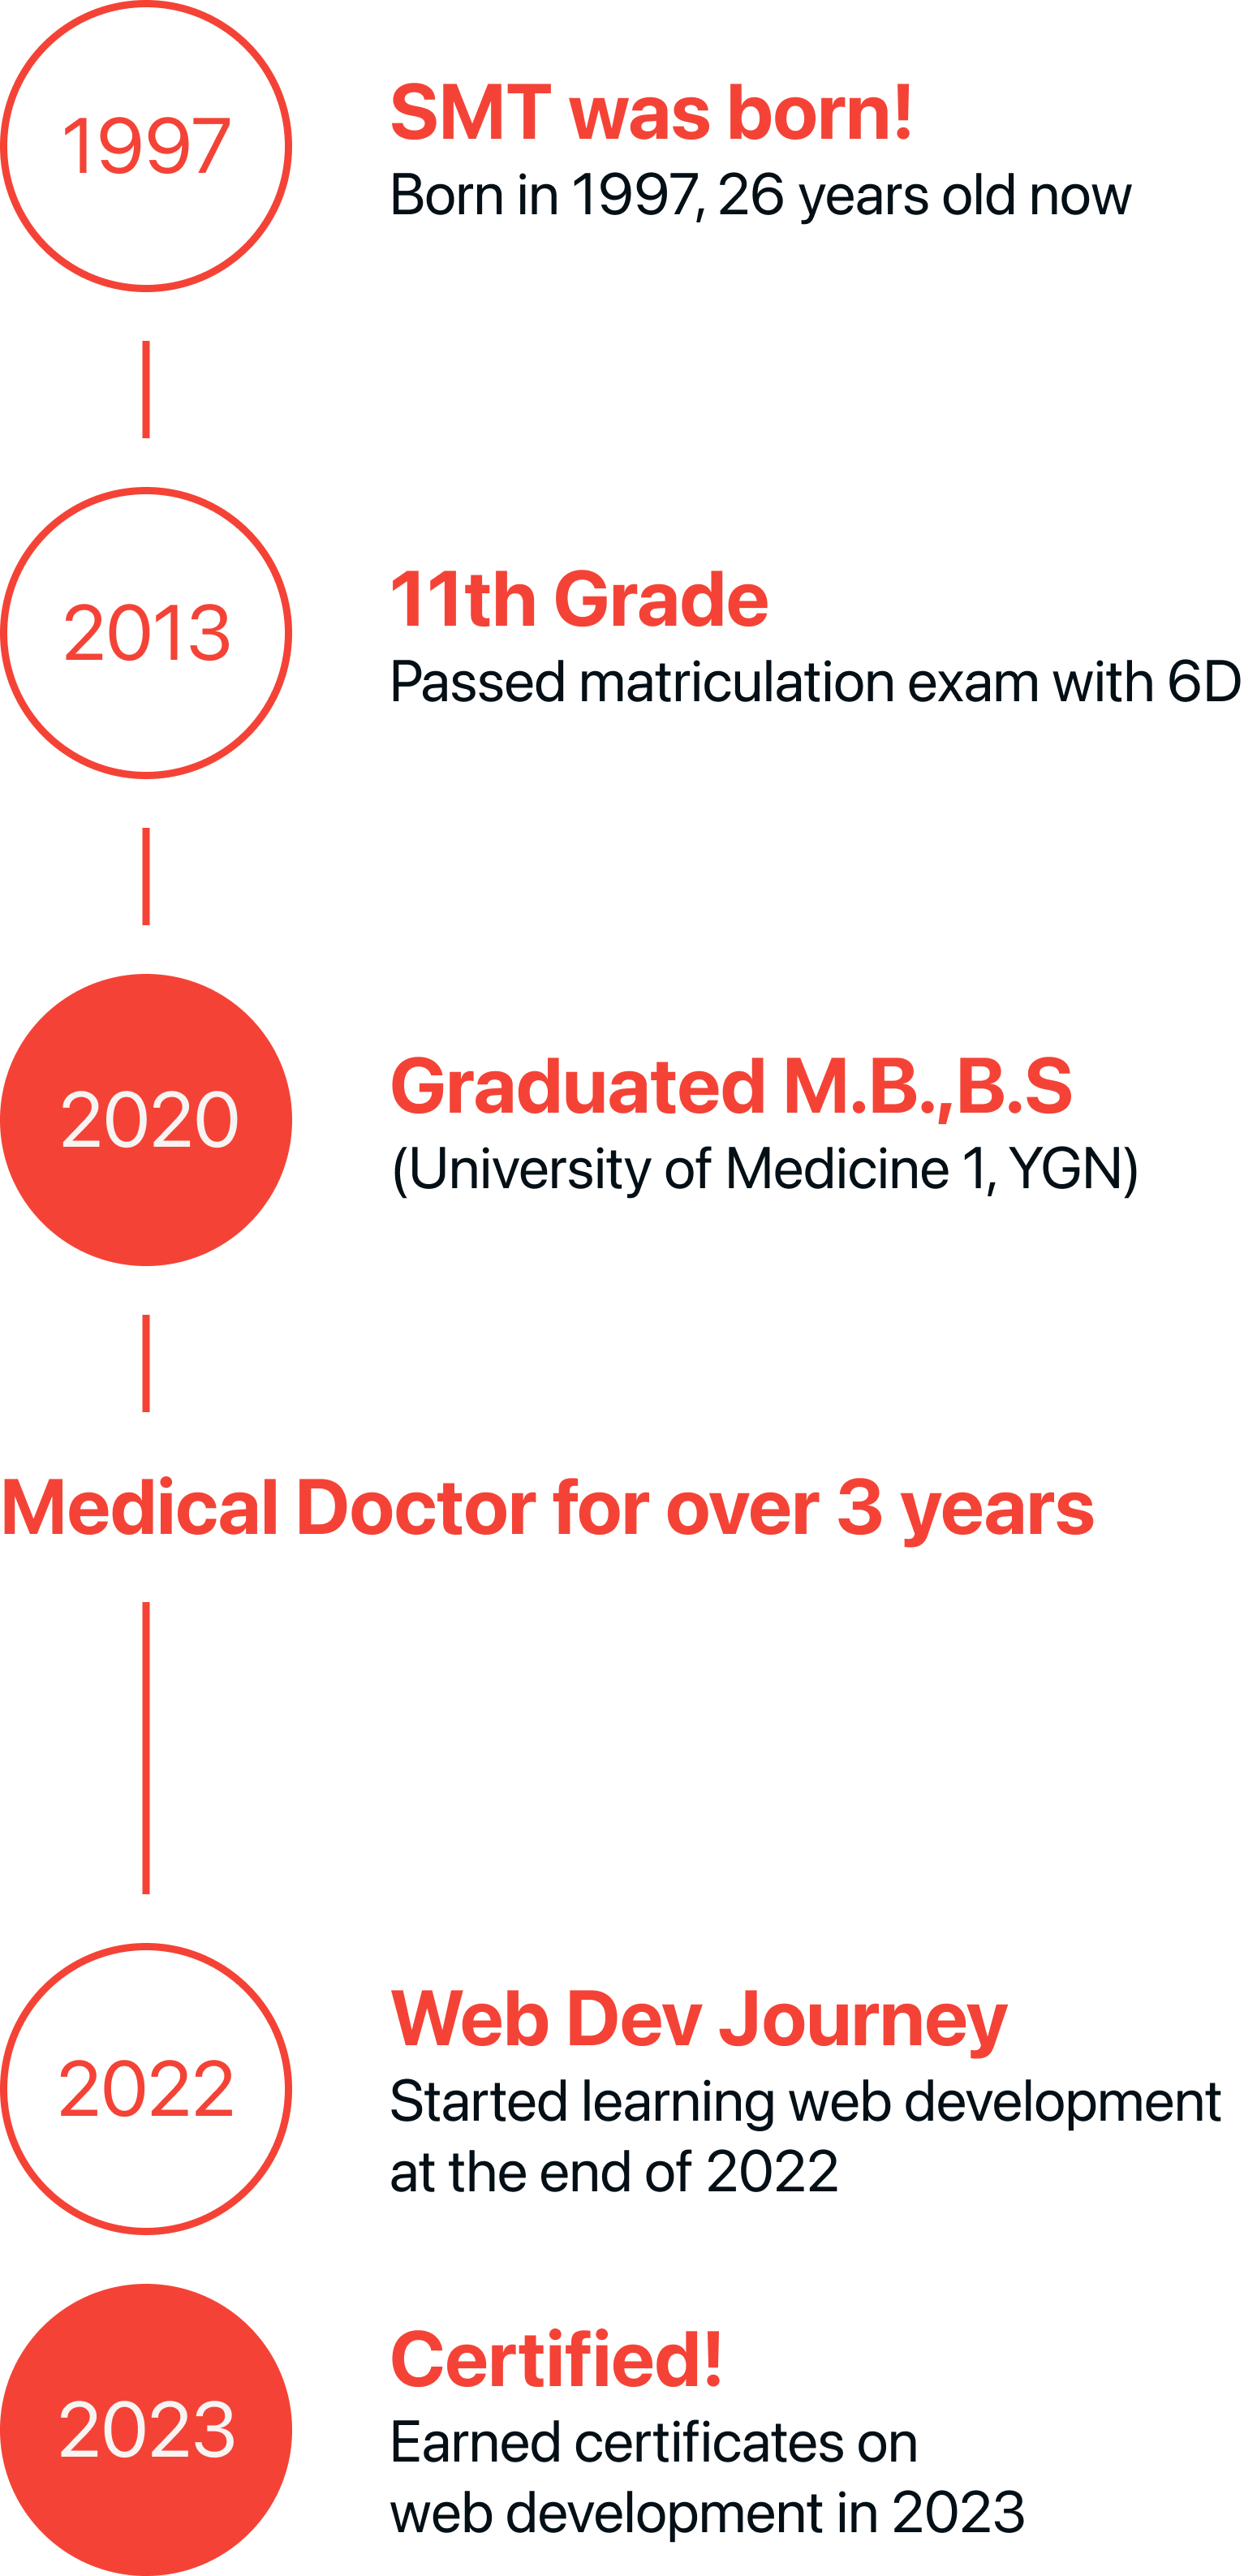 1997
SMT was born!
Born in 1997, 26 years old now
2013
11th Grade
Passed matriculation exam with 6D
2020
Graduated M.B.,B.S
(University of Medicine 1, YGN)
Medical Doctor for over 3 years
2022
Web Dev Journey
Started learning web development
at the end of 2022
2023
Certified!
Earned certificates on
web development in 2023